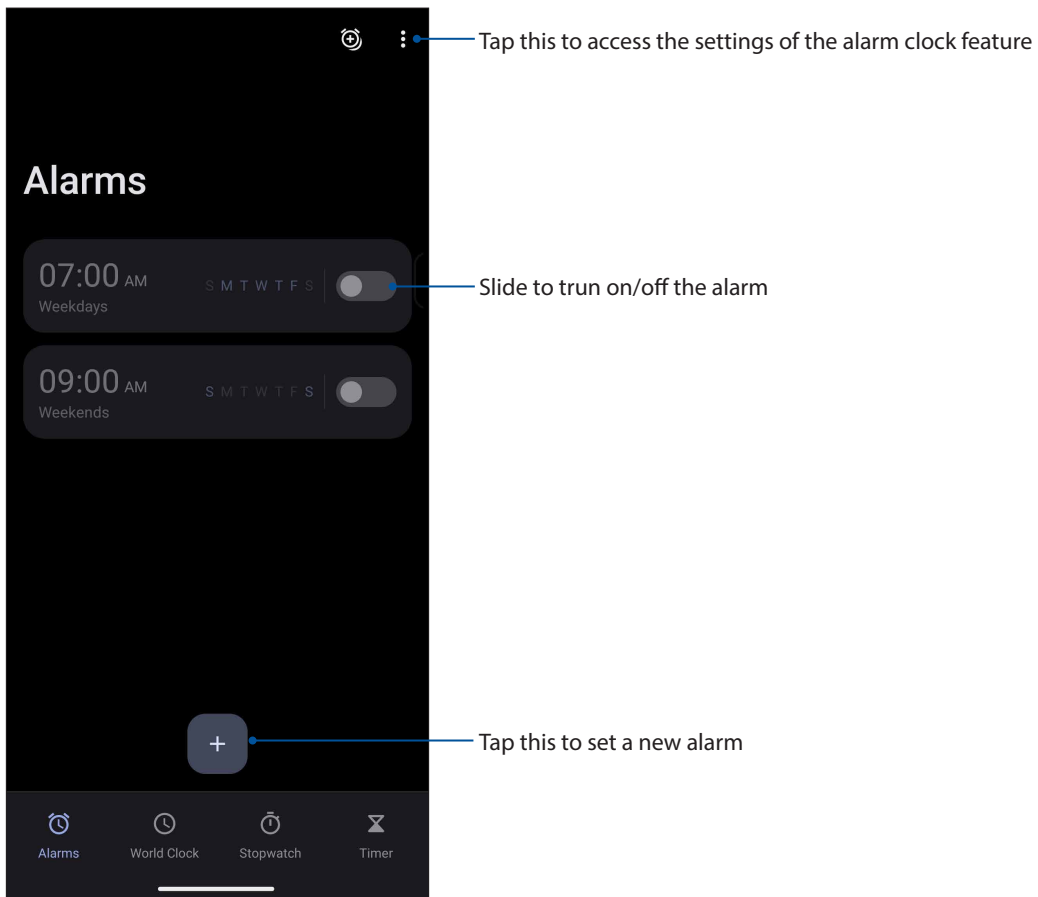 Tap this to access the settings of the alarm clock feature
Alarms
07:00 AM
S M T W T F S
Weekdays
Slide to trun on/off the alarm
09:00 AM
S M T W T F S
Weekends
+
Tap this to set a new alarm
Alarms World Clock Stopwatch Timer